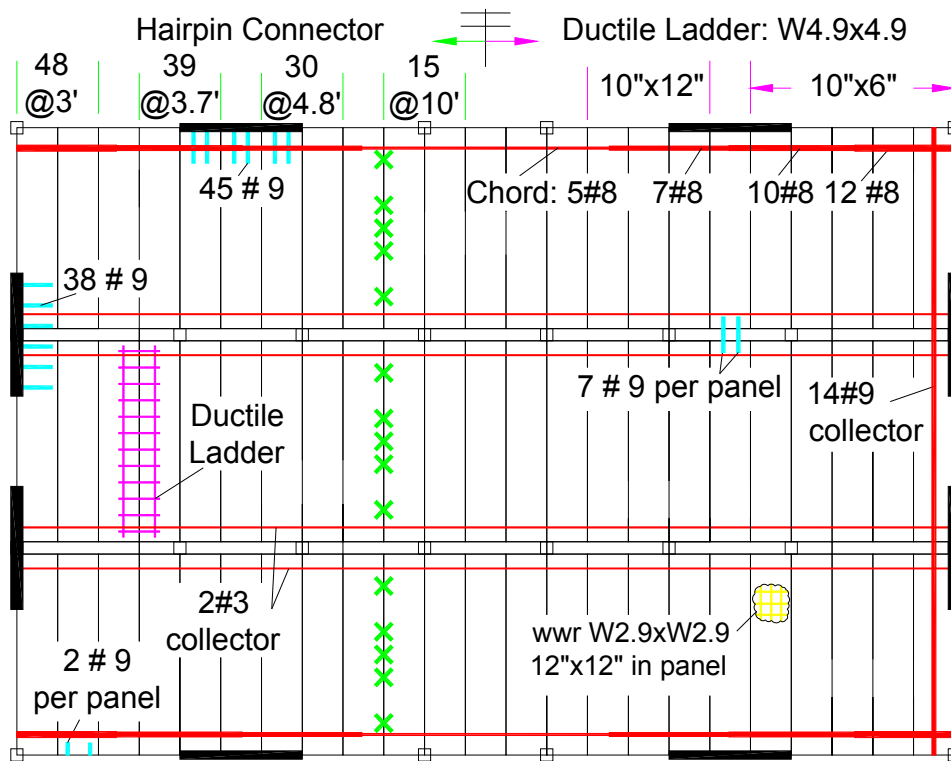 Hairpin Connector
Ductile Ladder: W4.9x4.9
48
@3'
39
@3.7'
30
@4.8'
15
@10'
10"x12"
10"x6"
45 # 9
Chord: 5#8
7#8
10#8
12 #8
38 # 9
7 # 9 per panel
14#9
collector
Ductile
Ladder
2#3
collector
wwr W2.9xW2.9
12"x12" in panel
2 # 9
per panel